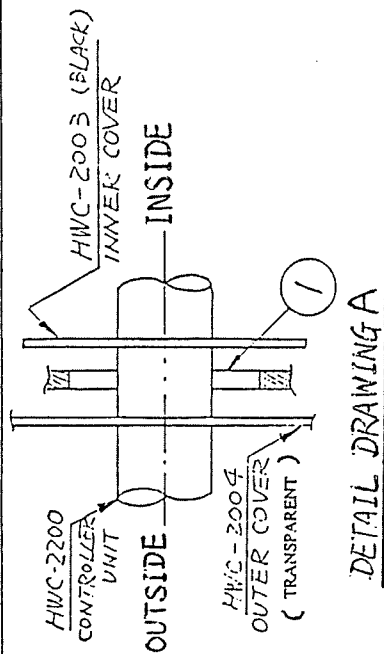 HWC-2003 (BLACK)
INNER COVER
HWC-2200
CONTROLLER
UNIT
INSIDE
OUTSIDE
1
HWC-2004
OUTER COVER
( TRANSPARENT )
DETAIL DRAWING A